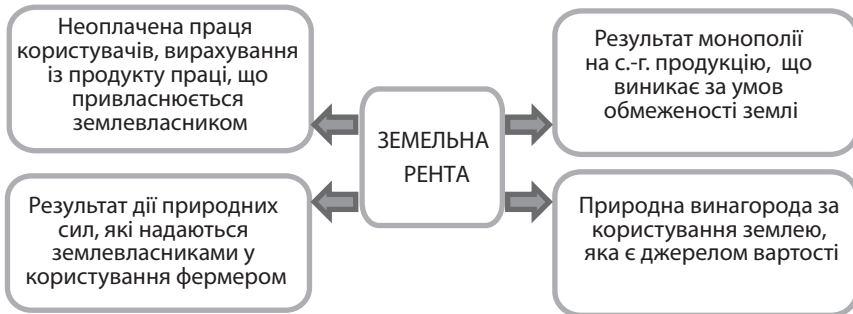 Неоплачена праця
користувачів, вирахування
із продукту праці, що
привласнюється
землевласником
Результат монополії
на с.-г. продукцію, що
виникає за умов
обмеженості землі
ЗЕМЕЛЬНА
РЕНТА
Результат дії природних
сил, які надаються
землевласниками у
користування фермером
Природна винагорода за
користування землею,
яка є джерелом вартості